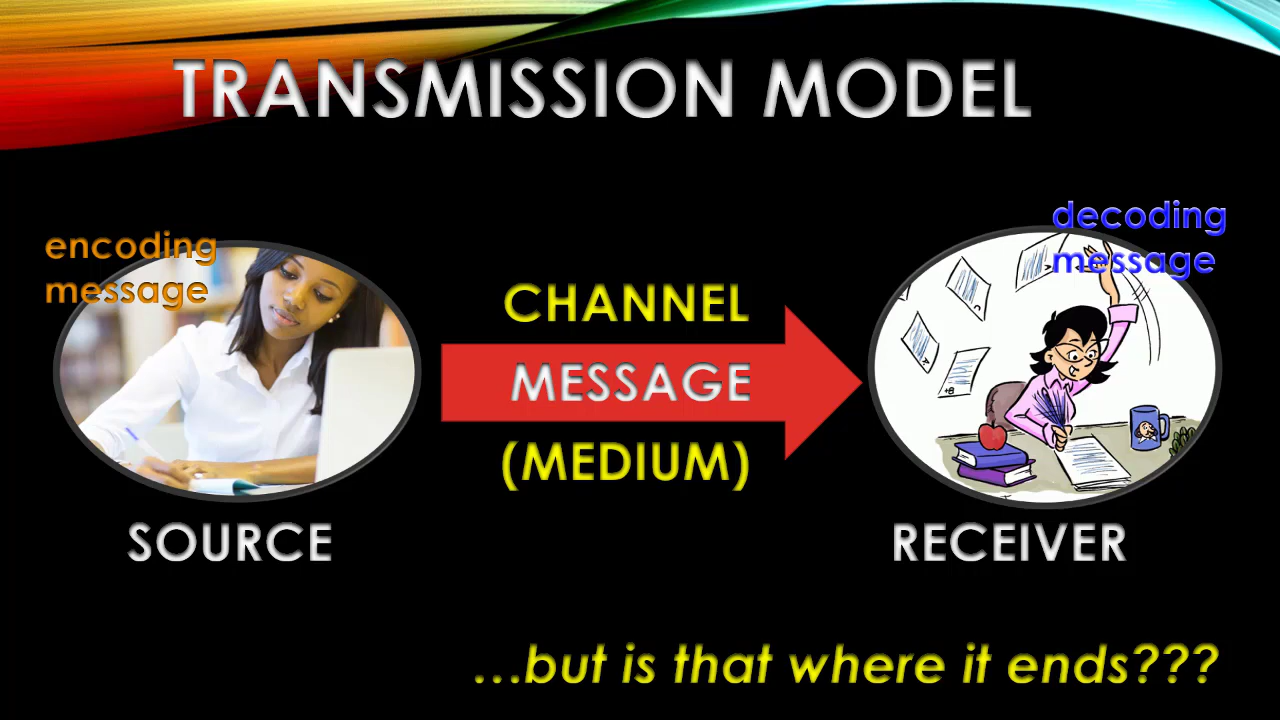 TRANSMISSION MODEL
encoding
message
decoding
message
CHANNEL
MESSAGE
(MEDIUM)
SOURCE
RECEIVER
...but is that where it ends???